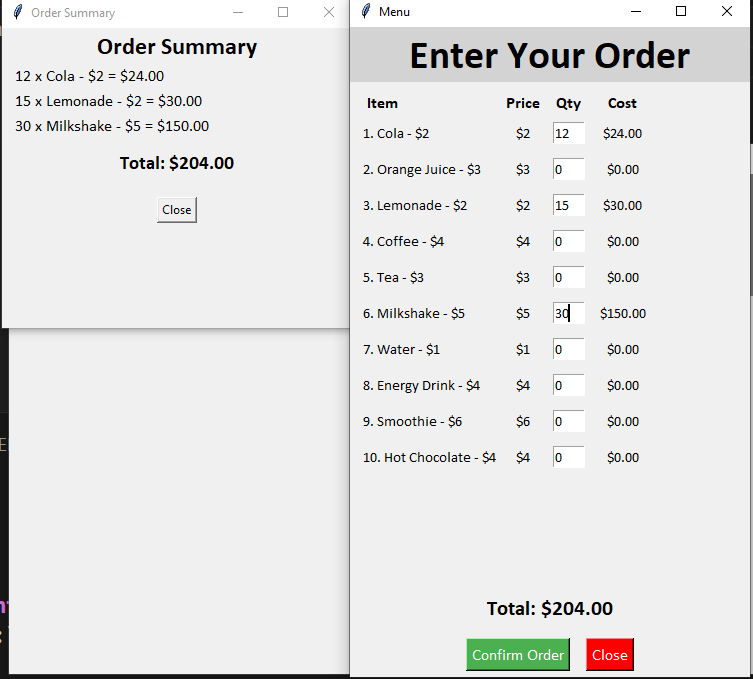 Order Summary
Order Summary
12 x Cola - $2 = $24.00
15 x Lemonade - $2 = $30.00
30 x Milkshake - $5 = $150.00
Total: $204.00
Close
Menu
Enter Your Order
Item Price Qty Cost
1. Cola - $2 $2 12 $24.00
2. Orange Juice - $3 $3 0 $0.00
3. Lemonade - $2 $2 15 $30.00
4. Coffee - $4 $4 0 $0.00
5. Tea - $3 $3 0 $0.00
6. Milkshake - $5 $5 30 $150.00
7. Water - $1 $1 0 $0.00
8. Energy Drink - $4 $4 0 $0.00
9. Smoothie - $6 $6 0 $0.00
10. Hot Chocolate - $4 $4 0 $0.00
Total: $204.00
Confirm Order Close